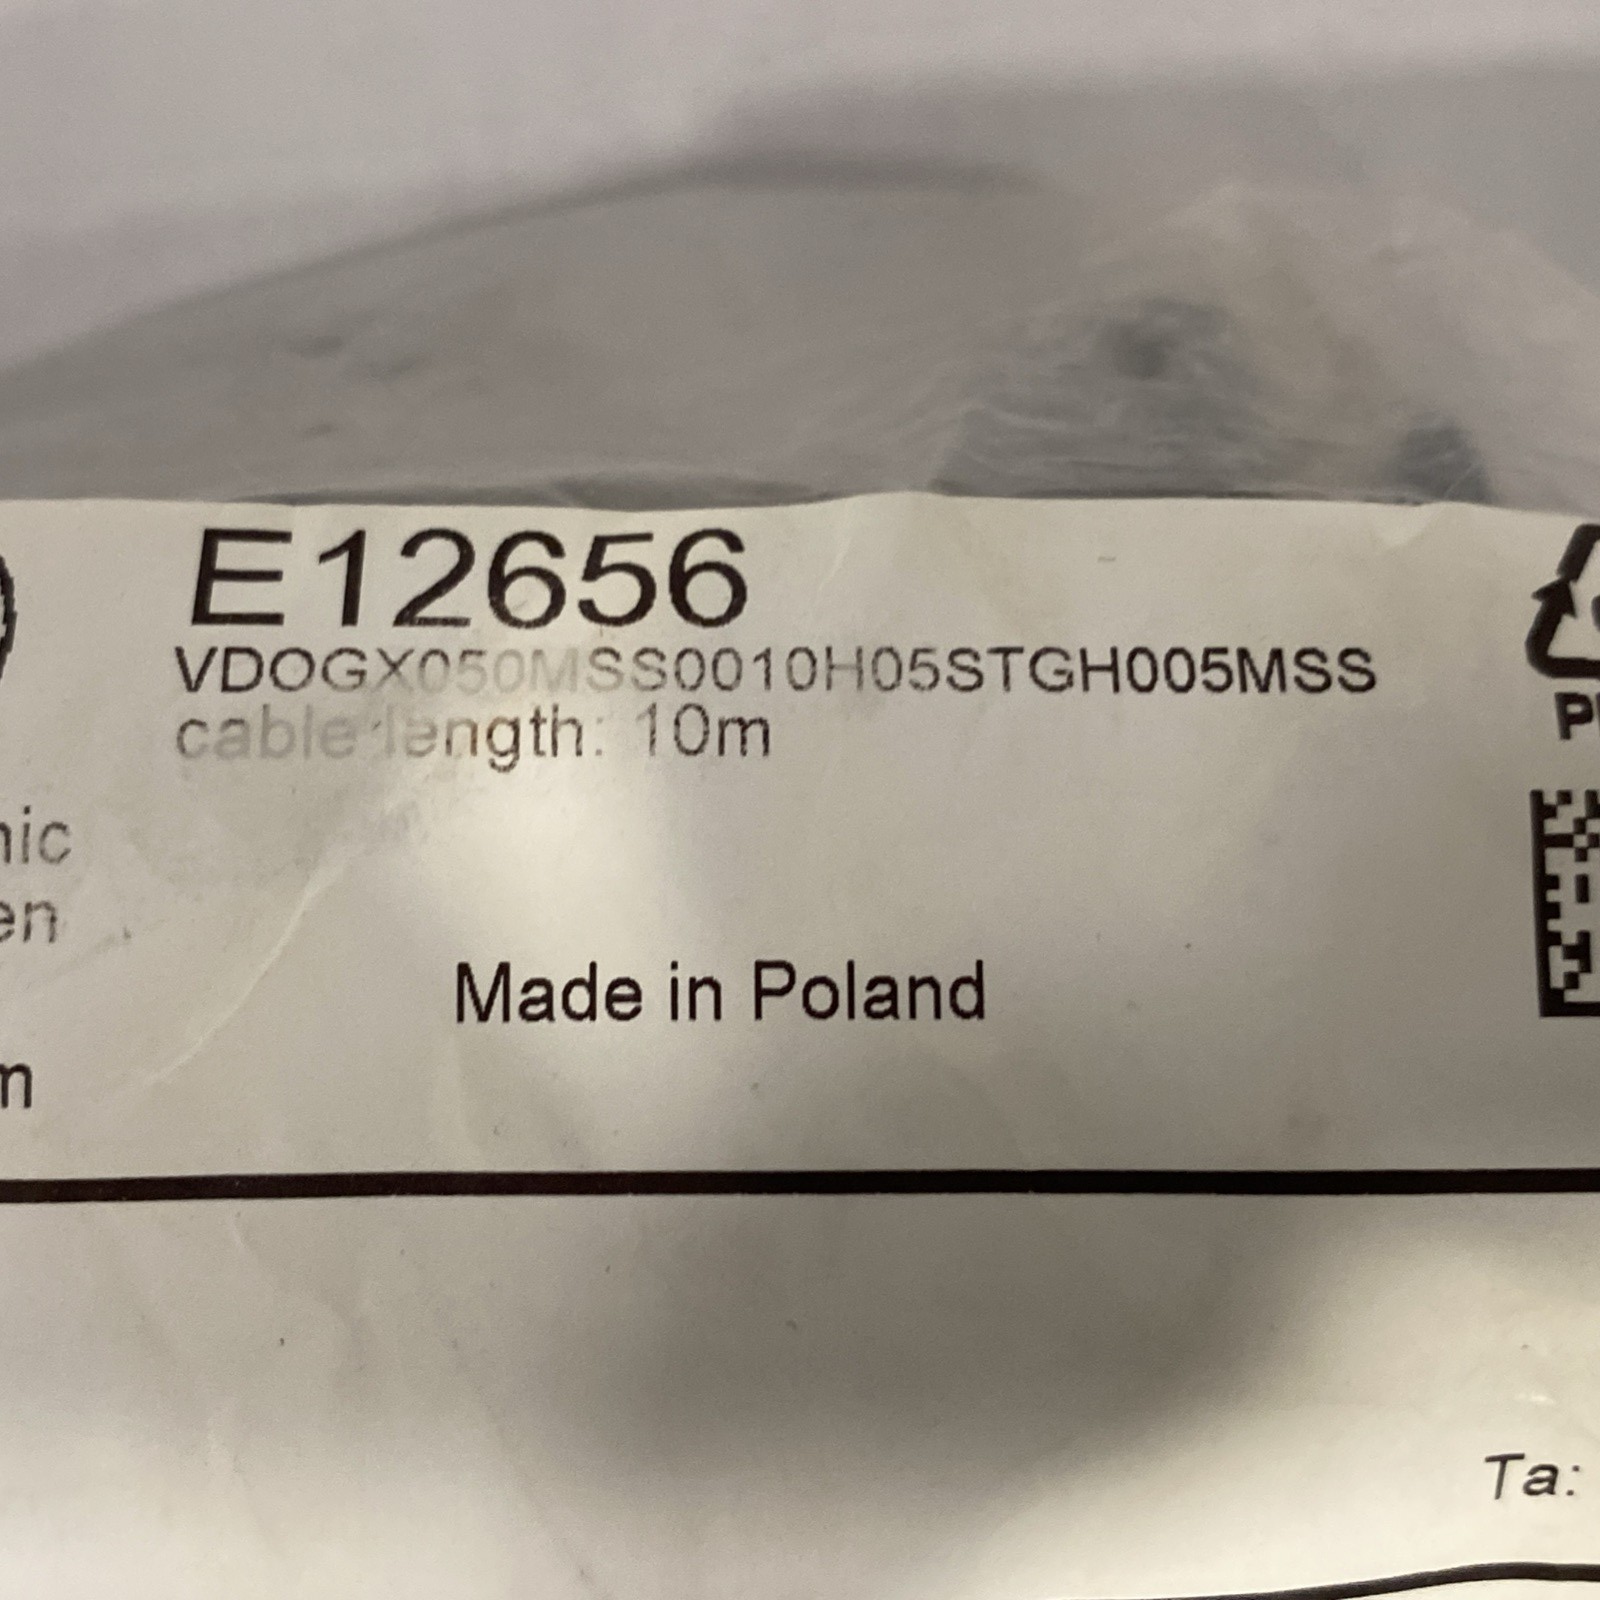 E12656
VDOGX050MSS0010H05STGH005MSS
cable length: 10m
nic
en
Made in Poland
m
Ta: